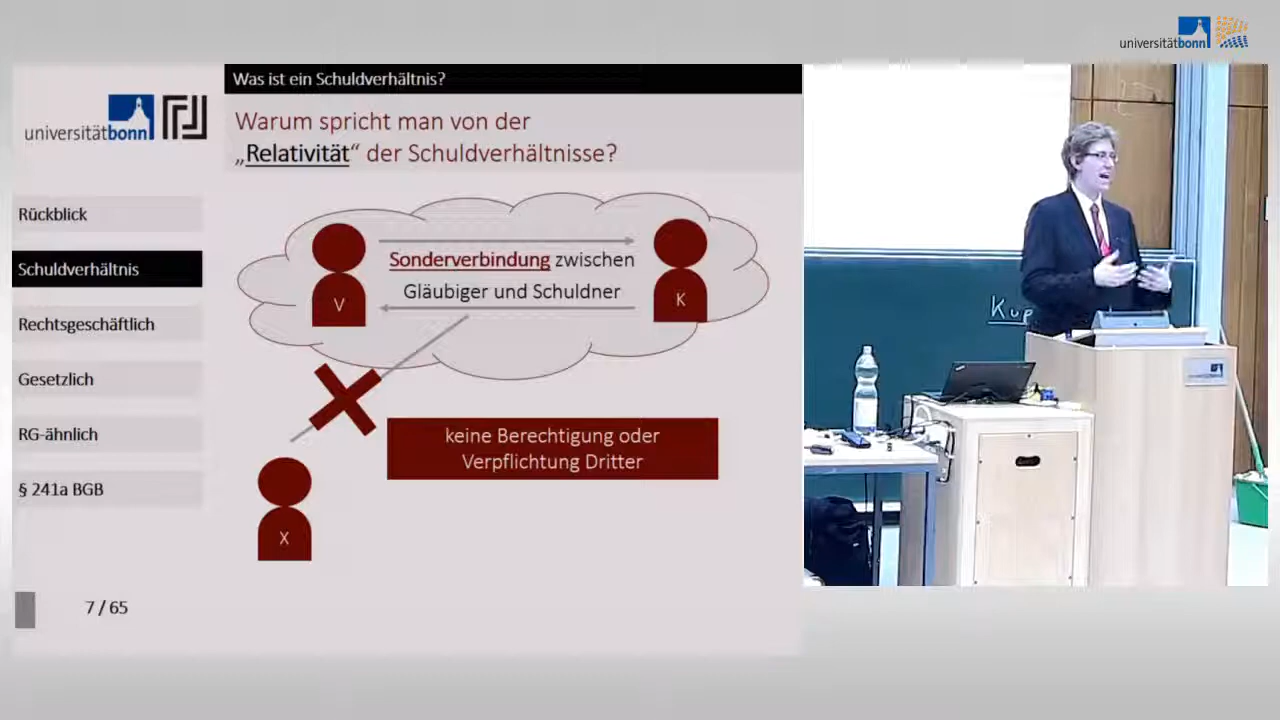 universitätbonn
Was ist ein Schuldverhältnis?
universitätbonn
Warum spricht man von der
„Relativität“ der Schuldverhältnisse?
Rückblick
Schuldverhältnis
Rechtsgeschäftlich
Gesetzlich
RG-ähnlich
§ 241a BGB
7 / 65
V
Sonderverbindung zwischen
Gläubiger und Schuldner
K
keine Berechtigung oder
Verpflichtung Dritter
X